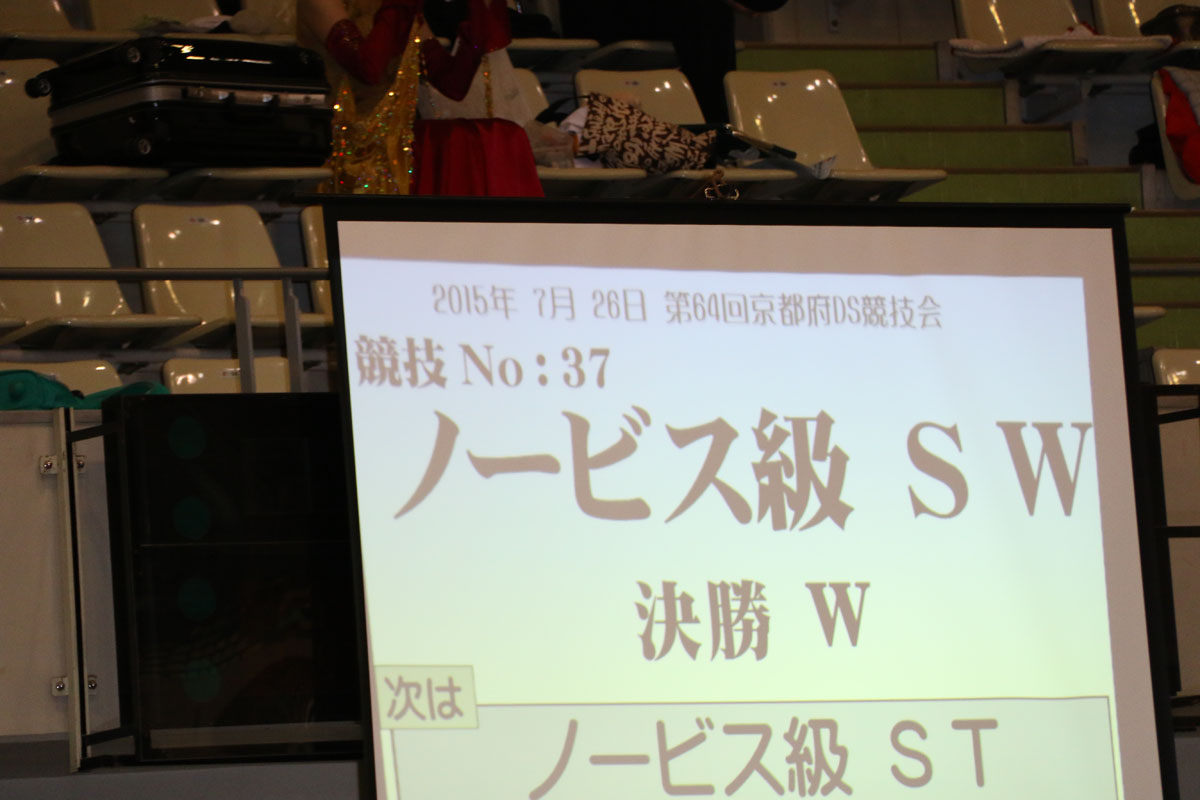 2015年 7月 26日 第64回京都府DS競技会
競技 No:37
ノービス級 S W
決勝 W
次は
ノービス級 S T